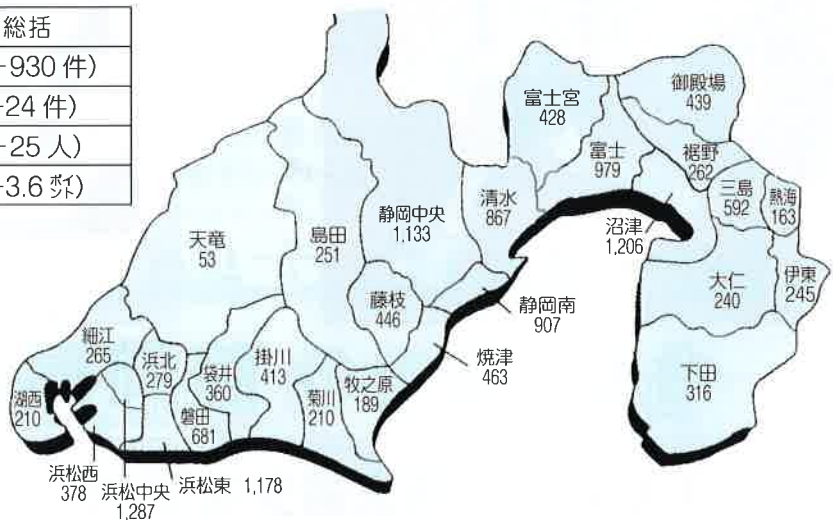 総括
-930 件)
-24 件)
-25 人)
-3.6 ポイント)
富士宮
428
御殿場
439
富士
979
裾野
262
三島
592
熱海
163
清水
867
静岡中央
1,133
沼津
1,206
天竜
53
島田
251
大仁
240
伊東
245
藤枝
446
静岡南
907
細江
265
浜北
279
袋井
360
掛川
413
焼津
463
下田
316
湖西
210
磐田
681
菊川
210
牧之原
189
浜松西
378
浜松中央
1,287
浜松東 1,178